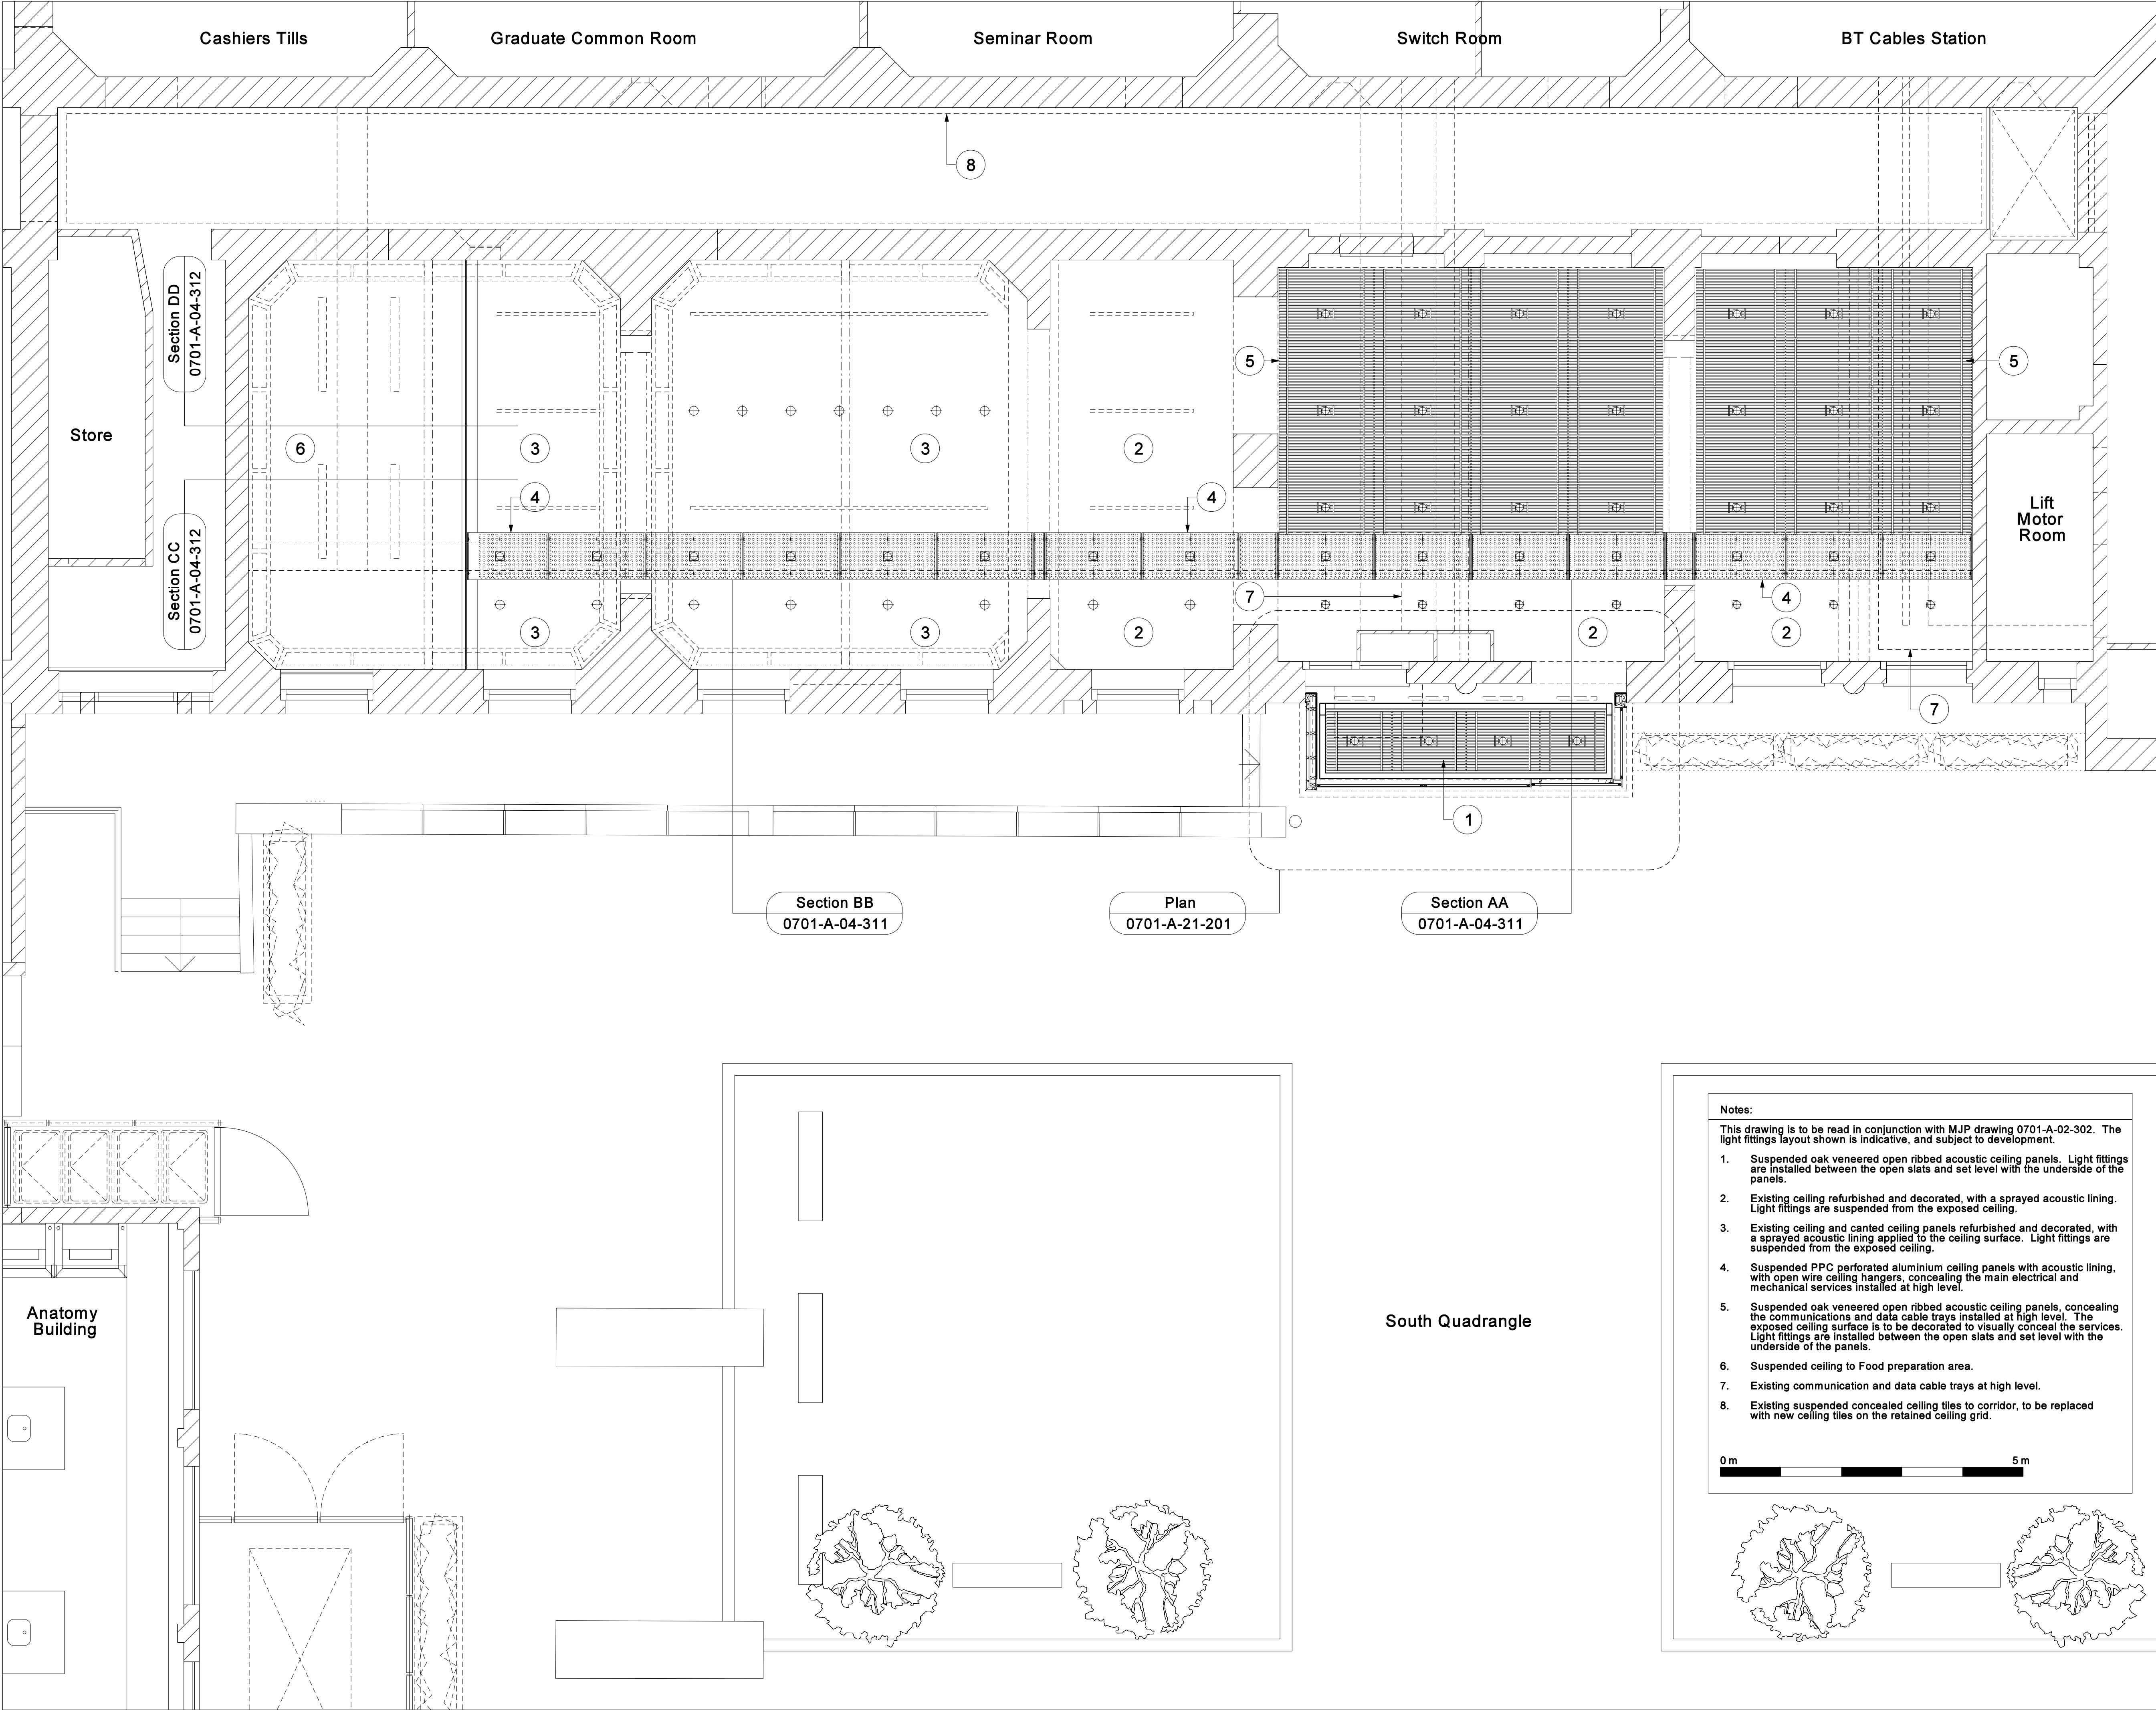 Cashiers Tills
Graduate Common Room
Seminar Room
Switch Room
BT Cables Station
8
Section DD
0701-A-04-312
5
5
Store
6
3
3
2
4
4
Section CC
0701-A-04-312
Lift
Motor
Room
7
4
3
3
2
2
2
7
1
Section BB
0701-A-04-311
Plan
0701-A-21-201
Section AA
0701-A-04-311
Anatomy
Building
South Quadrangle
Notes:
This drawing is to be read in conjunction with MJP drawing 0701-A-02-302. The
light fittings layout shown is indicative, and subject to development.
1. Suspended oak veneered open ribbed acoustic ceiling panels. Light fittings
are installed between the open slats and set level with the underside of the
panels.
2. Existing ceiling refurbished and decorated, with a sprayed acoustic lining.
Light fittings are suspended from the exposed ceiling.
3. Existing ceiling and canted ceiling panels refurbished and decorated, with
a sprayed acoustic lining applied to the ceiling surface. Light fittings are
suspended from the exposed ceiling.
4. Suspended PPC perforated aluminium ceiling panels with acoustic lining,
with open wire ceiling hangers, concealing the main electrical and
mechanical services installed at high level.
5. Suspended oak veneered open ribbed acoustic ceiling panels, concealing
the communications and data cable trays installed at high level. The
exposed ceiling surface is to be decorated to visually conceal the services.
Light fittings are installed between the open slats and set level with the
underside of the panels.
6. Suspended ceiling to Food preparation area.
7. Existing communication and data cable trays at high level.
8. Existing suspended concealed ceiling tiles to corridor, to be replaced
with new ceiling tiles on the retained ceiling grid.
0 m 5 m